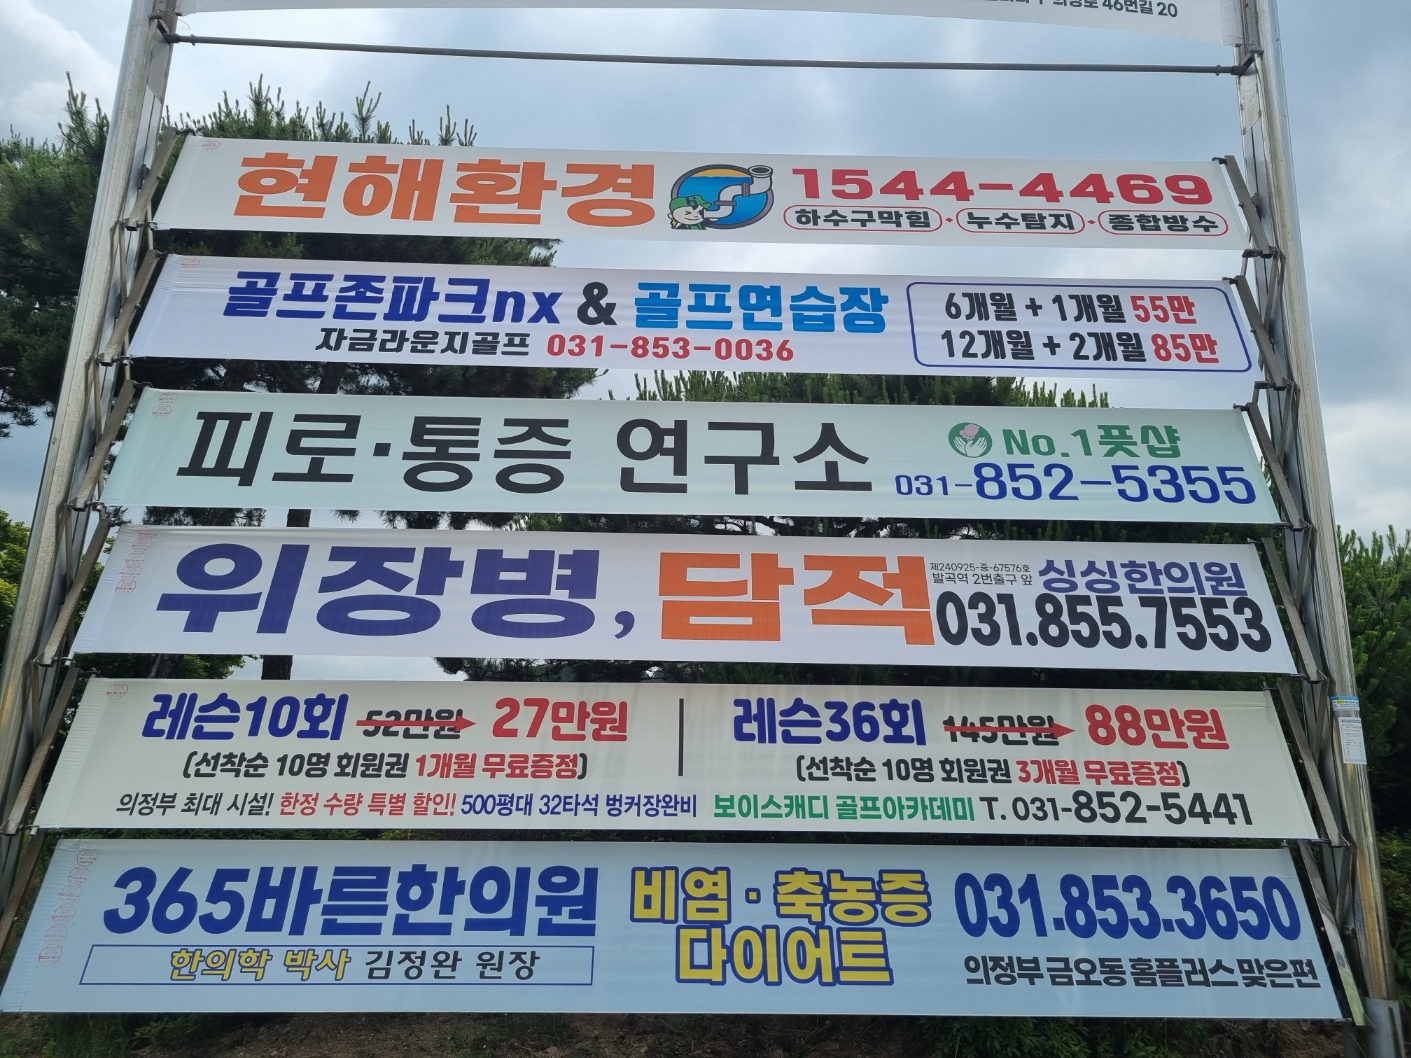 46번길 20
현해환경 1544-4469
하수구막힘 · 누수탐지 · 종합방수
골프존파크nx & 골프연습장
자금라운지골프 031-853-0036
6개월 + 1개월 55만
12개월 + 2개월 85만
피로·통증 연구소
No.1풋샵
031-852-5355
위장병, 담적
제240925-중-67576호
발곡역 2번출구 앞
싱싱한의원
031.855.7553
레슨10회 52만원 27만원
(선착순 10명 회원권 1개월 무료증정)
레슨36회 145만원 88만원
(선착순 10명 회원권 3개월 무료증정)
의정부 최대 시설! 한정 수량 특별 할인! 500평대 32타석 벙커장완비 보이스캐디 골프아카데미 T. 031-852-5441
365바른한의원
한의학 박사 김정완 원장
비염 · 축농증
다이어트
031.853.3650
의정부 금오동 홈플러스 맞은편